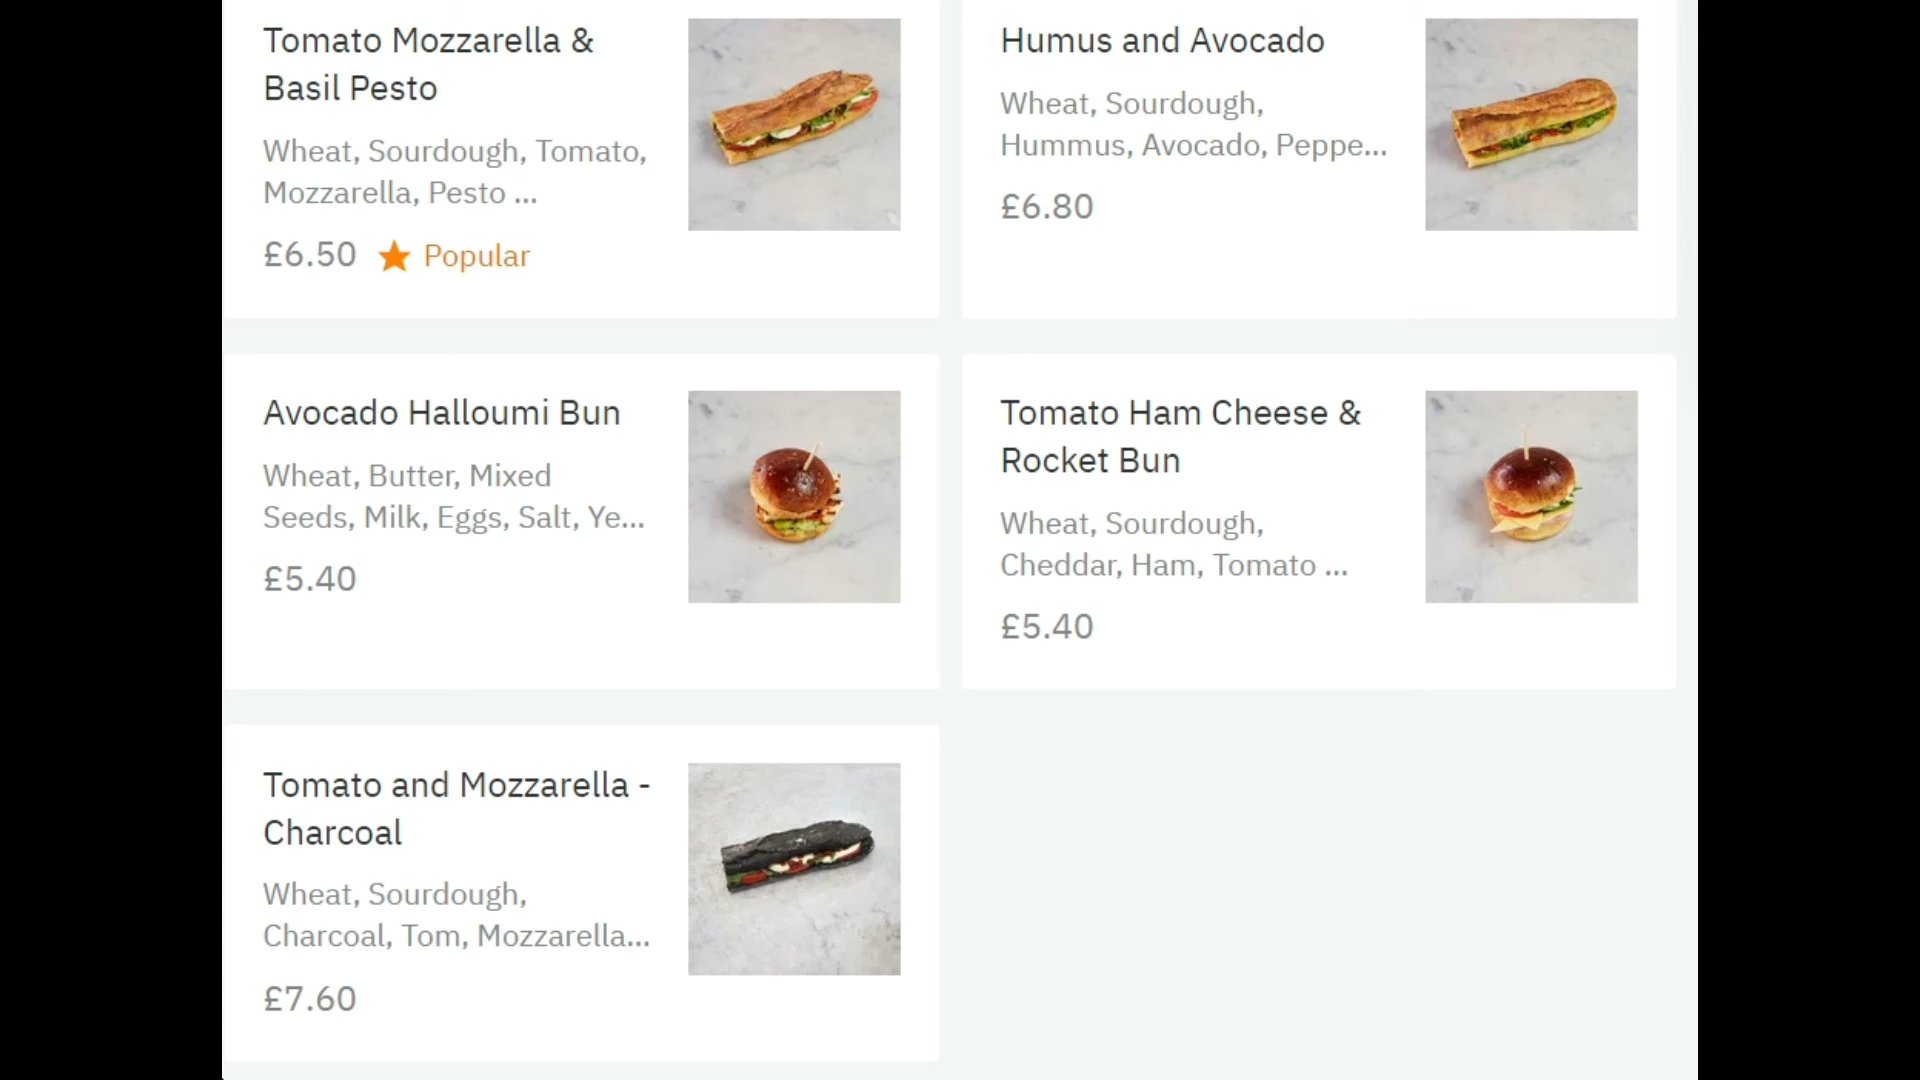 Tomato Mozzarella &
Basil Pesto
Wheat, Sourdough, Tomato,
Mozzarella, Pesto ...
£6.50 Popular
Humus and Avocado
Wheat, Sourdough,
Hummus, Avocado, Peppe...
£6.80
Avocado Halloumi Bun
Wheat, Butter, Mixed
Seeds, Milk, Eggs, Salt, Ye...
£5.40
Tomato Ham Cheese &
Rocket Bun
Wheat, Sourdough,
Cheddar, Ham, Tomato ...
£5.40
Tomato and Mozzarella -
Charcoal
Wheat, Sourdough,
Charcoal, Tom, Mozzarella...
£7.60